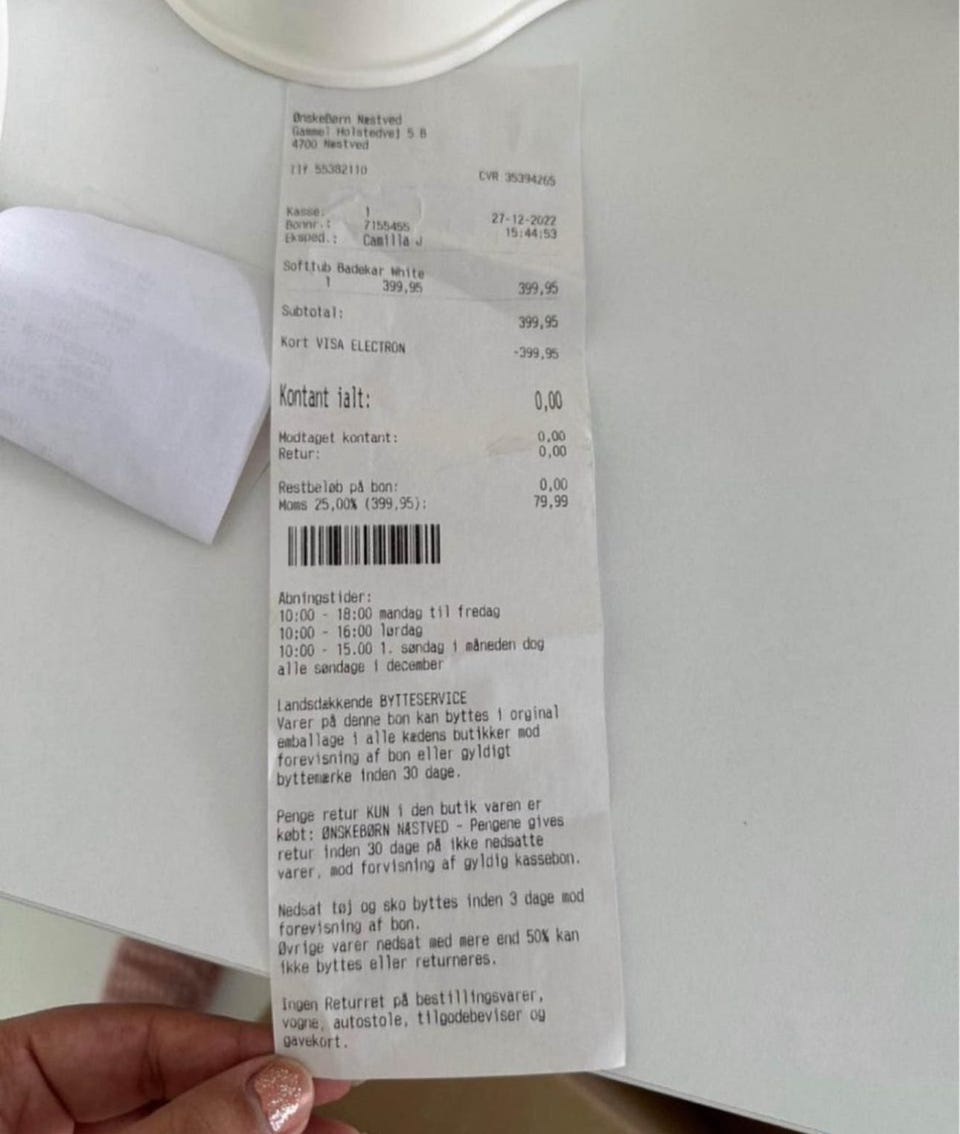 ØnskeBørn Næstved
Gammel Holstedvej 5 B
4700 Næstved
Tlf 55382110 CVR 35394265
Kasse: 1 27-12-2022
Bonnr.: 7155455 15:44:53
Eksped.: Camilla J
Softtub Badekar White
1 399,95 399,95
Subtotal: 399,95
Kort VISA ELECTRON -399,95
Kontant ialt: 0,00
Modtaget kontant: 0,00
Retur: 0,00
Restbeløb på bon: 0,00
Moms 25,00% (399,95): 79,99
Abningstider:
10:00 - 18:00 mandag til fredag
10:00 - 16:00 lørdag
10:00 - 15.00 1. søndag i måneden dog
alle søndage i december
Landsdækkende BYTTESERVICE
Varer på denne bon kan byttes i orginal
emballage i alle kædens butikker mod
forevisning af bon eller gyldigt
byttemærke inden 30 dage.
Penge retur KUN i den butik varen er
købt: ØNSKEBØRN NÆSTVED - Pengene gives
retur inden 30 dage på ikke nedsatte
varer, mod forvisning af gyldig kassebon.
Nedsat tøj og sko byttes inden 3 dage mod
forevisning af bon.
Øvrige varer nedsat med mere end 50% kan
ikke byttes eller returneres.
Ingen Returret på bestillingsvarer,
vogne, autostole, tilgodebeviser og
gavekort.